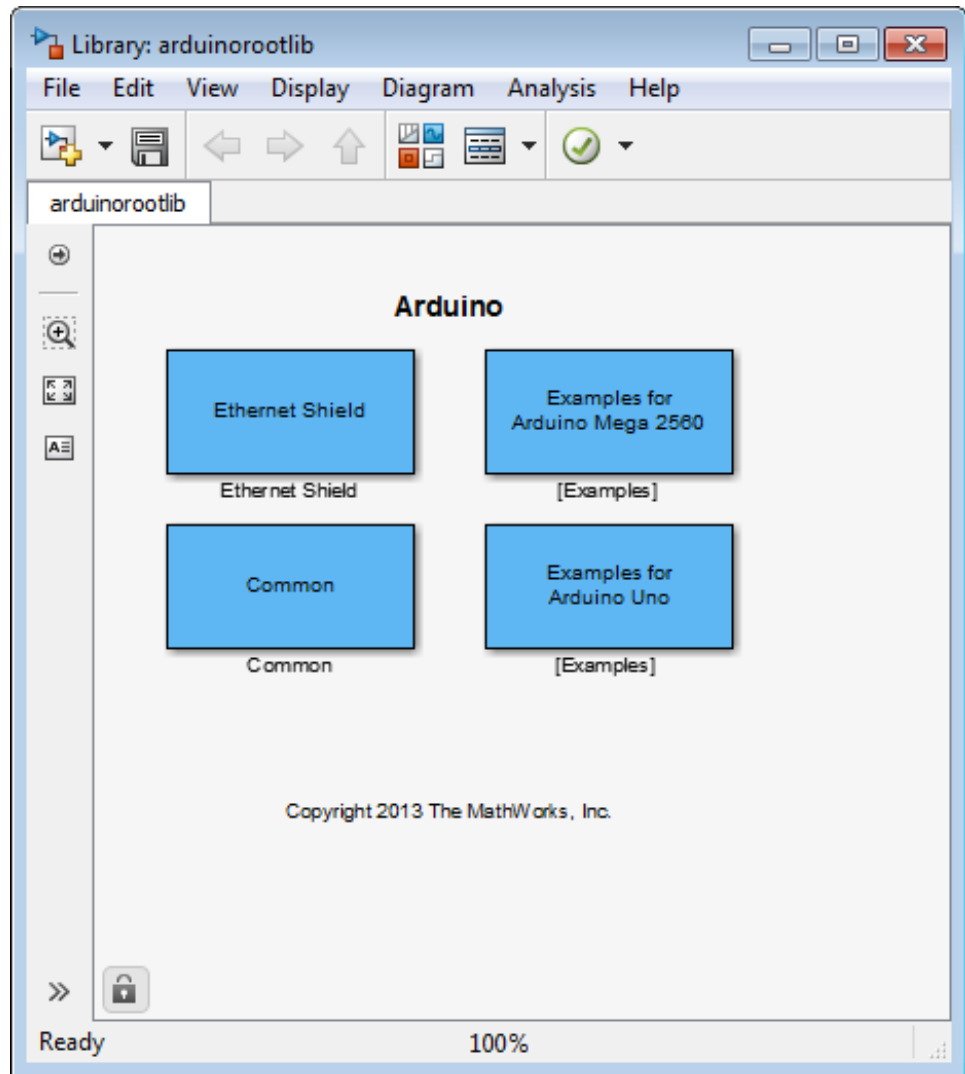 Library: arduinorootlib
File Edit View Display Diagram Analysis Help
arduinorootlib
Arduino
Ethernet Shield
Ethernet Shield
Examples for
Arduino Mega 2560
[Examples]
Common
Common
Examples for
Arduino Uno
[Examples]
Copyright 2013 The MathWorks, Inc.
Ready 100%